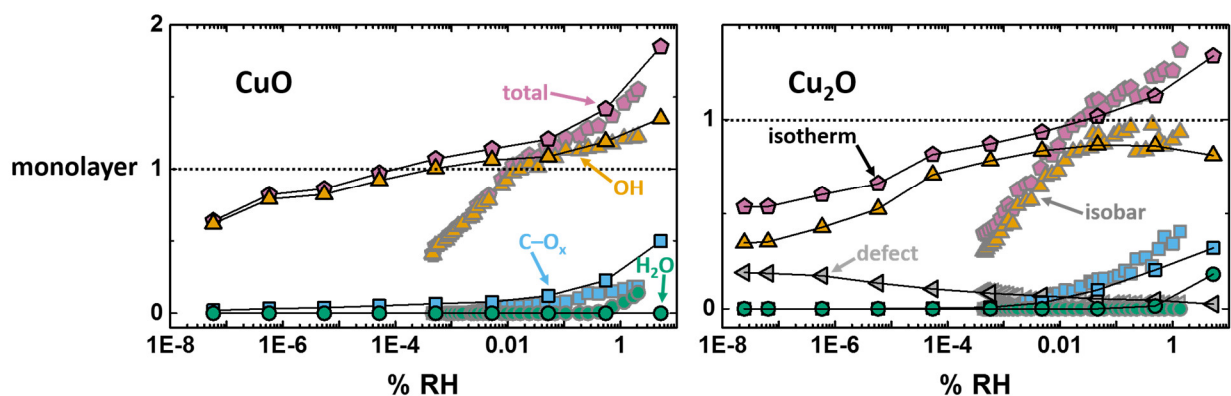 2
CuO
total
monolayer
1
OH
C–Oₓ
H₂O
0
1E-8 1E-6 1E-4 0.01 1
% RH
Cu₂O
isotherm
1
isobar
defect
0
1E-8 1E-6 1E-4 0.01 1
% RH